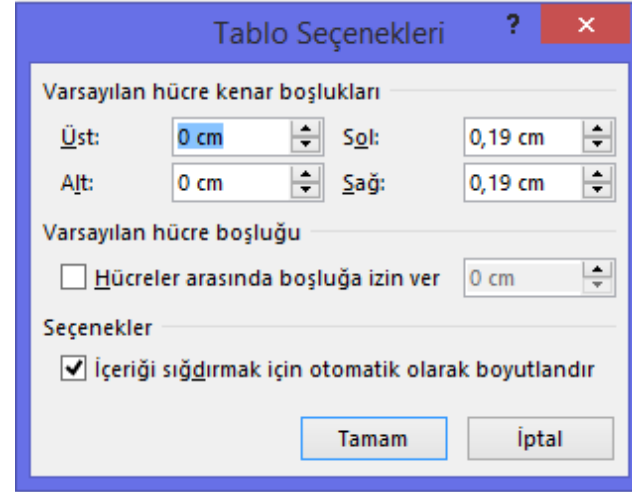 Tablo Seçenekleri ?
Varsayılan hücre kenar boşlukları
Üst: 0 cm Sol: 0,19 cm
Alt: 0 cm Sağ: 0,19 cm
Varsayılan hücre boşluğu
Hücreler arasında boşluğa izin ver 0 cm
Seçenekler
İçeriği sığdırmak için otomatik olarak boyutlandır
Tamam İptal